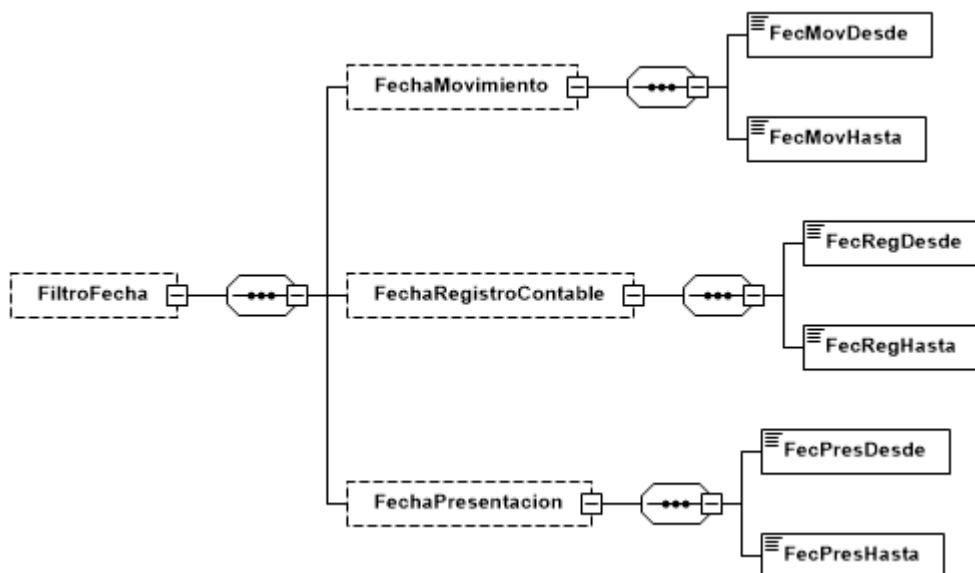 FecMovDesde
FechaMovimiento
FecMovHasta
FecRegDesde
FiltroFecha
FechaRegistroContable
FecRegHasta
FecPresDesde
FechaPresentacion
FecPresHasta